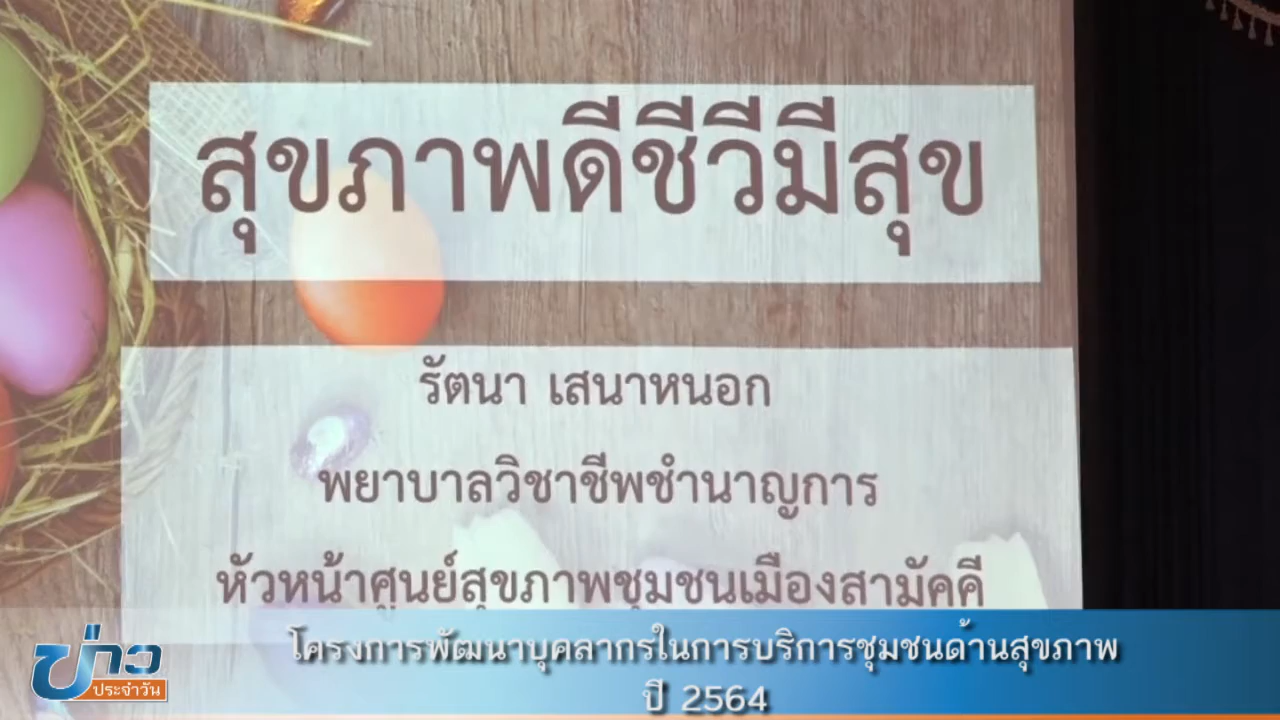 สุขภาพดีชีวีมีสุข
รัตนา เสนาหนอก
พยาบาลวิชาชีพชำนาญการ
หัวหน้าศูนย์สุขภาพชุมชนเมืองสามัคคี
โครงการพัฒนาบุคลากรในการบริการชุมชนด้านสุขภาพ
ปี 2564
ข่าว
ประจำวัน